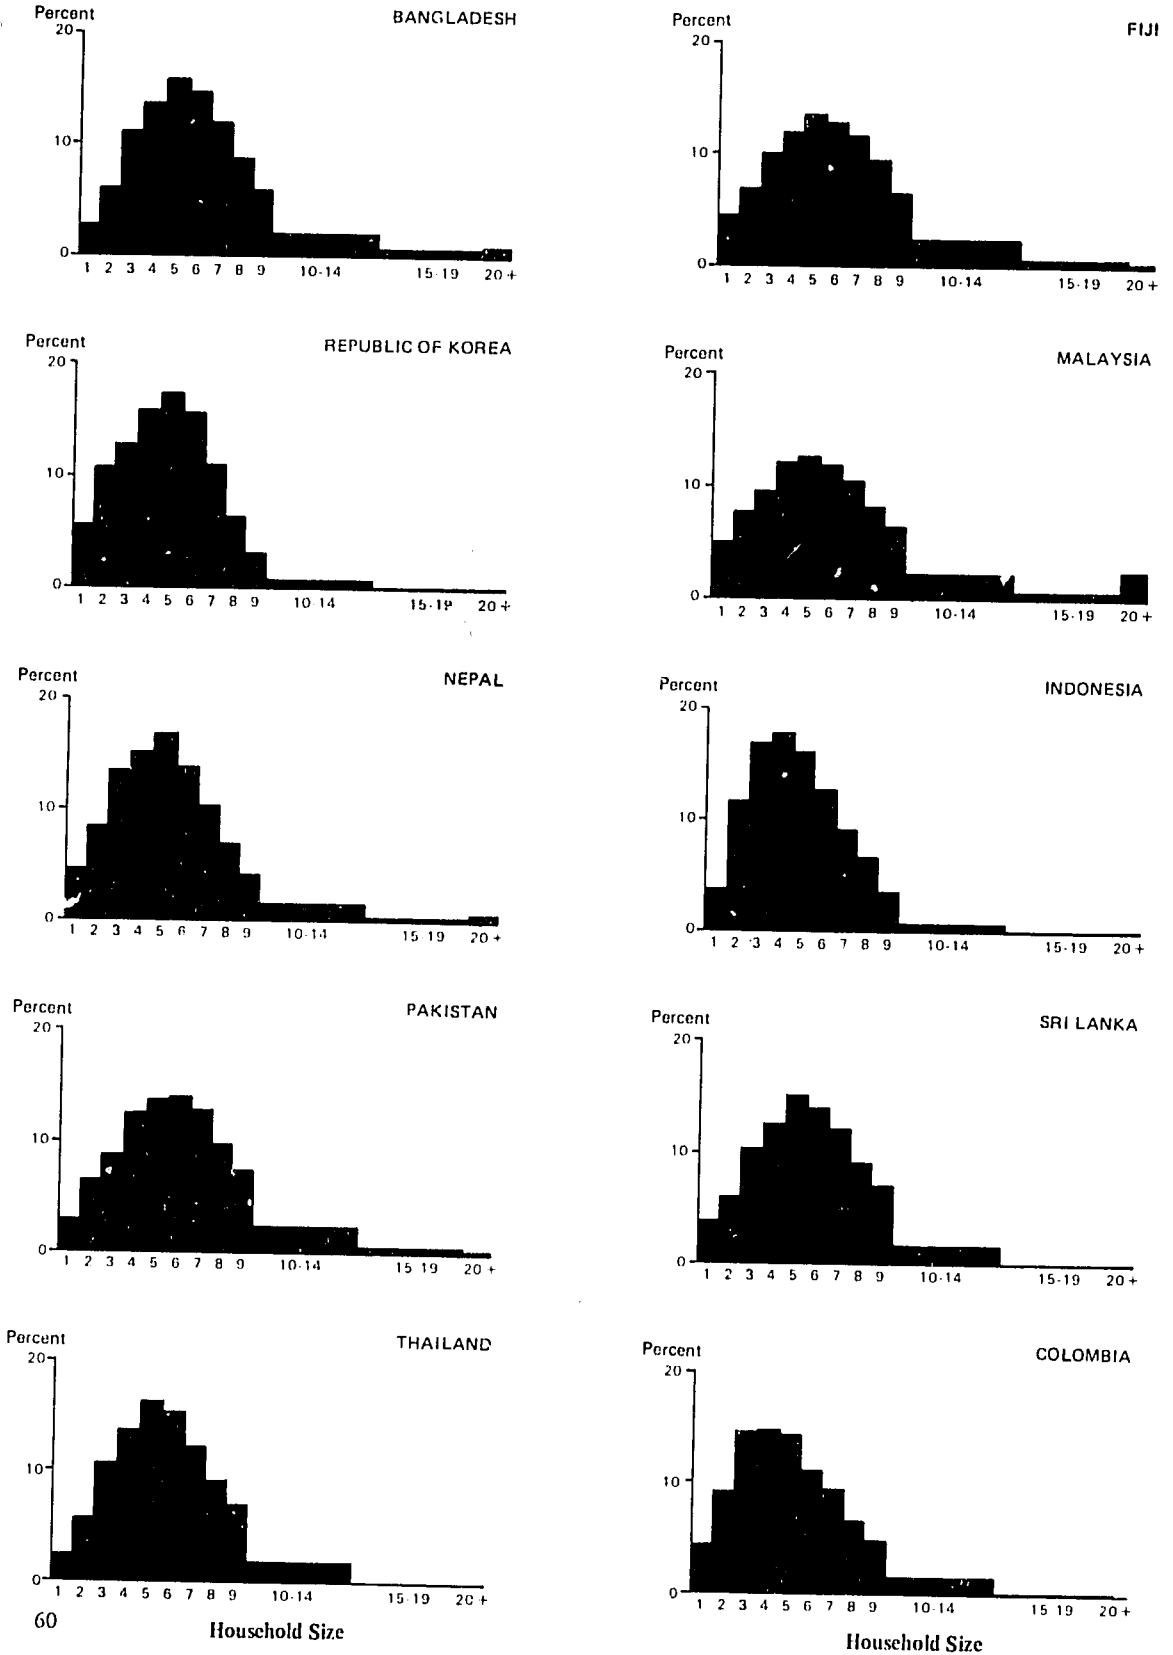 Percent BANGLADESH
20
10
0
1 2 3 4 5 6 7 8 9 10-14 15-19 20+
Percent FIJI
20
10
0
1 2 3 4 5 6 7 8 9 10-14 15-19 20+
Percent REPUBLIC OF KOREA
20
10
0
1 2 3 4 5 6 7 8 9 10-14 15-19 20+
Percent MALAYSIA
20
10
0
1 2 3 4 5 6 7 8 9 10-14 15-19 20+
Percent NEPAL
20
10
0
1 2 3 4 5 6 7 8 9 10-14 15-19 20+
Percent INDONESIA
20
10
0
1 2 3 4 5 6 7 8 9 10-14 15-19 20+
Percent PAKISTAN
20
10
0
1 2 3 4 5 6 7 8 9 10-14 15 19 20+
Percent SRI LANKA
20
10
0
1 2 3 4 5 6 7 8 9 10-14 15-19 20+
Percent THAILAND
20
10
0
1 2 3 4 5 6 7 8 9 10-14 15-19 20+
Household Size
Percent COLOMBIA
20
10
0
1 2 3 4 5 6 7 8 9 10-14 15 19 20+
Household Size
60